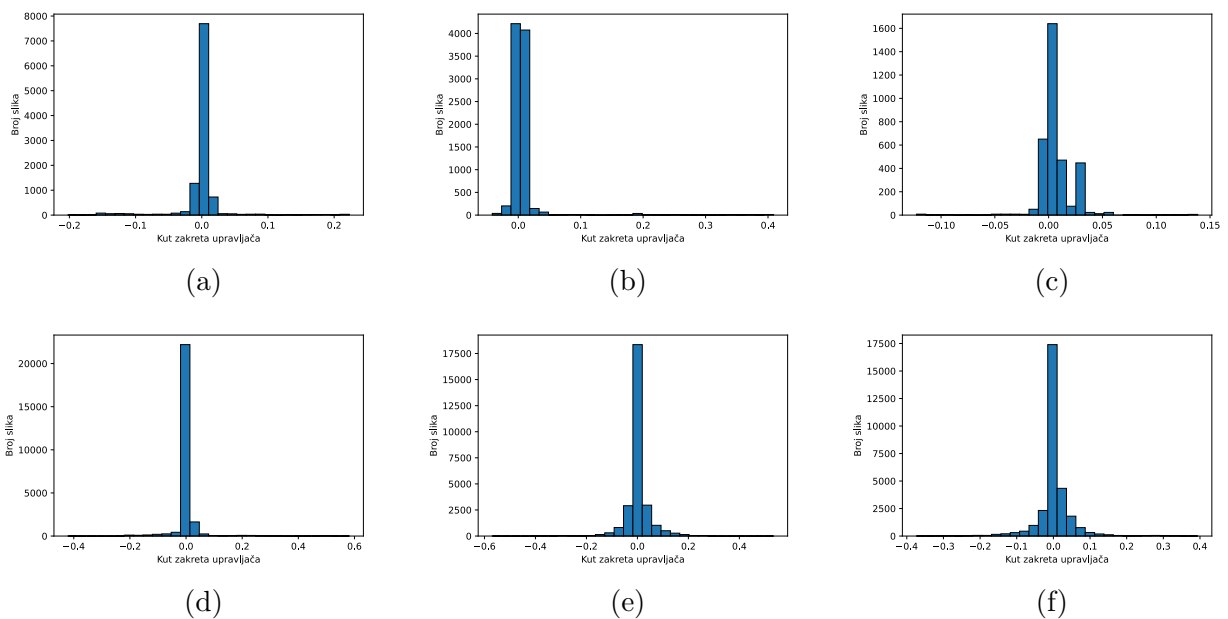 8000
7000
6000
5000
4000
3000
2000
1000
0
Broj slika
−0.2 −0.1 0.0 0.1 0.2
Kut zakreta upravljača
(a)
4000
3500
3000
2500
2000
1500
1000
500
0
Broj slika
0.0 0.1 0.2 0.3 0.4
Kut zakreta upravljača
(b)
1600
1400
1200
1000
800
600
400
200
0
Broj slika
−0.10 −0.05 0.00 0.05 0.10 0.15
Kut zakreta upravljača
(c)
20000
15000
10000
5000
0
Broj slika
−0.4 −0.2 0.0 0.2 0.4 0.6
Kut zakreta upravljača
(d)
17500
15000
12500
10000
7500
5000
2500
0
Broj slika
−0.6 −0.4 −0.2 0.0 0.2 0.4
Kut zakreta upravljača
(e)
17500
15000
12500
10000
7500
5000
2500
0
Broj slika
−0.4 −0.3 −0.2 −0.1 0.0 0.1 0.2 0.3 0.4
Kut zakreta upravljača
(f)